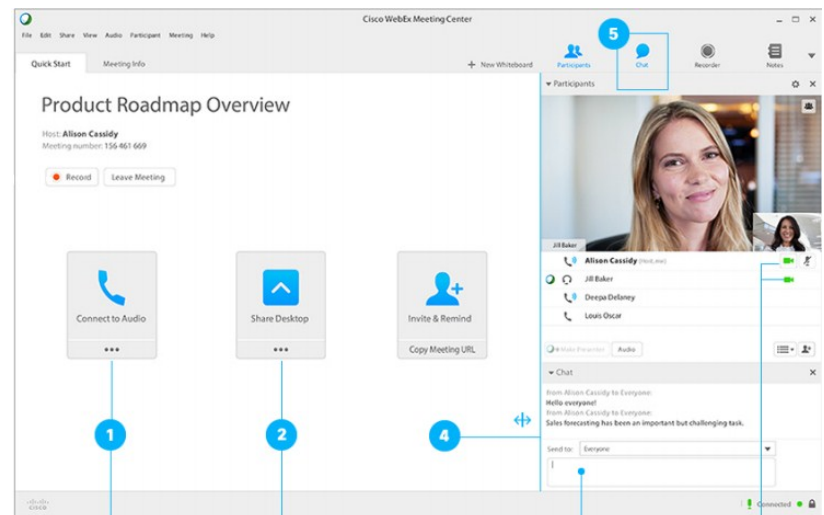 Cisco WebEx Meeting Center
File Edit Share View Audio Participant Meeting Help
5
Quick Start Meeting Info + New Whiteboard Participants Chat Recorder Notes
Participants
Product Roadmap Overview
Host: Alison Cassidy
Meeting number: 156 461 669
Record Leave Meeting
Jill Baker
Alison Cassidy (Host, me)
Jill Baker
Deepa Delaney
Louis Oscar
Connect to Audio
Share Desktop
Invite & Remind
Copy Meeting URL
Make Presenter Audio
Chat
from Alison Cassidy to Everyone:
Hello everyone!
from Alison Cassidy to Everyone:
Sales forecasting has been an important but challenging task.
1
2
4
Send to: Everyone
cisco
Connected